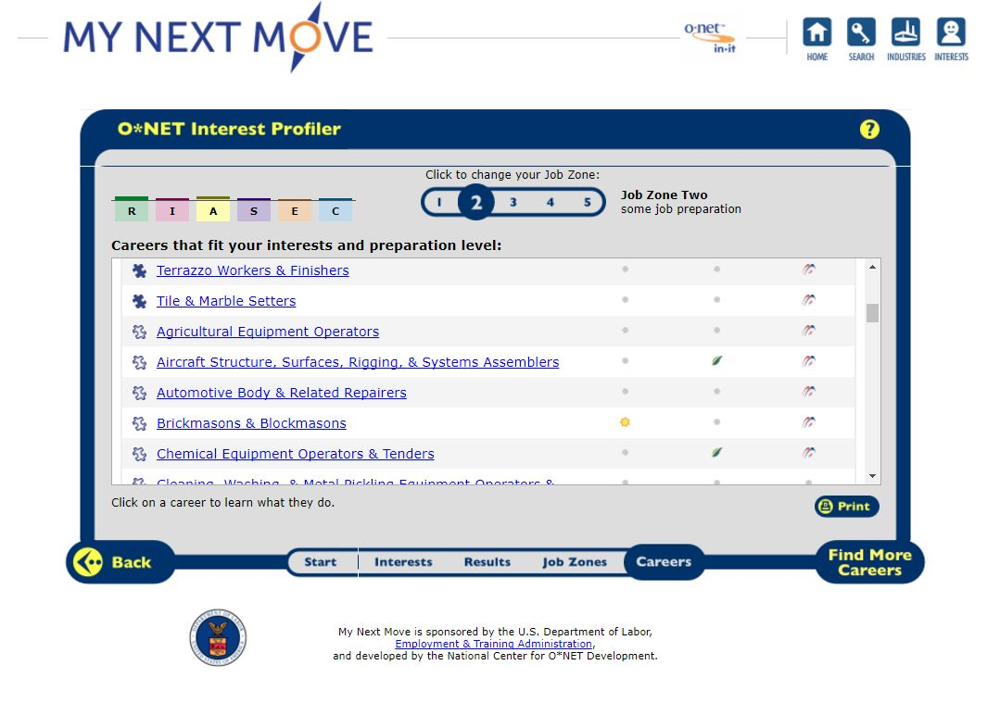 MY NEXT MOVE
o·net™
in-it
HOME SEARCH INDUSTRIES INTERESTS
O*NET Interest Profiler
?
Click to change your Job Zone:
1 2 3 4 5
Job Zone Two
some job preparation
R I A S E C
Careers that fit your interests and preparation level:
Terrazzo Workers & Finishers
Tile & Marble Setters
Agricultural Equipment Operators
Aircraft Structure, Surfaces, Rigging, & Systems Assemblers
Automotive Body & Related Repairers
Brickmasons & Blockmasons
Chemical Equipment Operators & Tenders
Cleaning, Washing, & Metal Pickling Equipment Operators &
Click on a career to learn what they do.
Print
Back
Start Interests Results Job Zones Careers
Find More
Careers
My Next Move is sponsored by the U.S. Department of Labor,
Employment & Training Administration,
and developed by the National Center for O*NET Development.